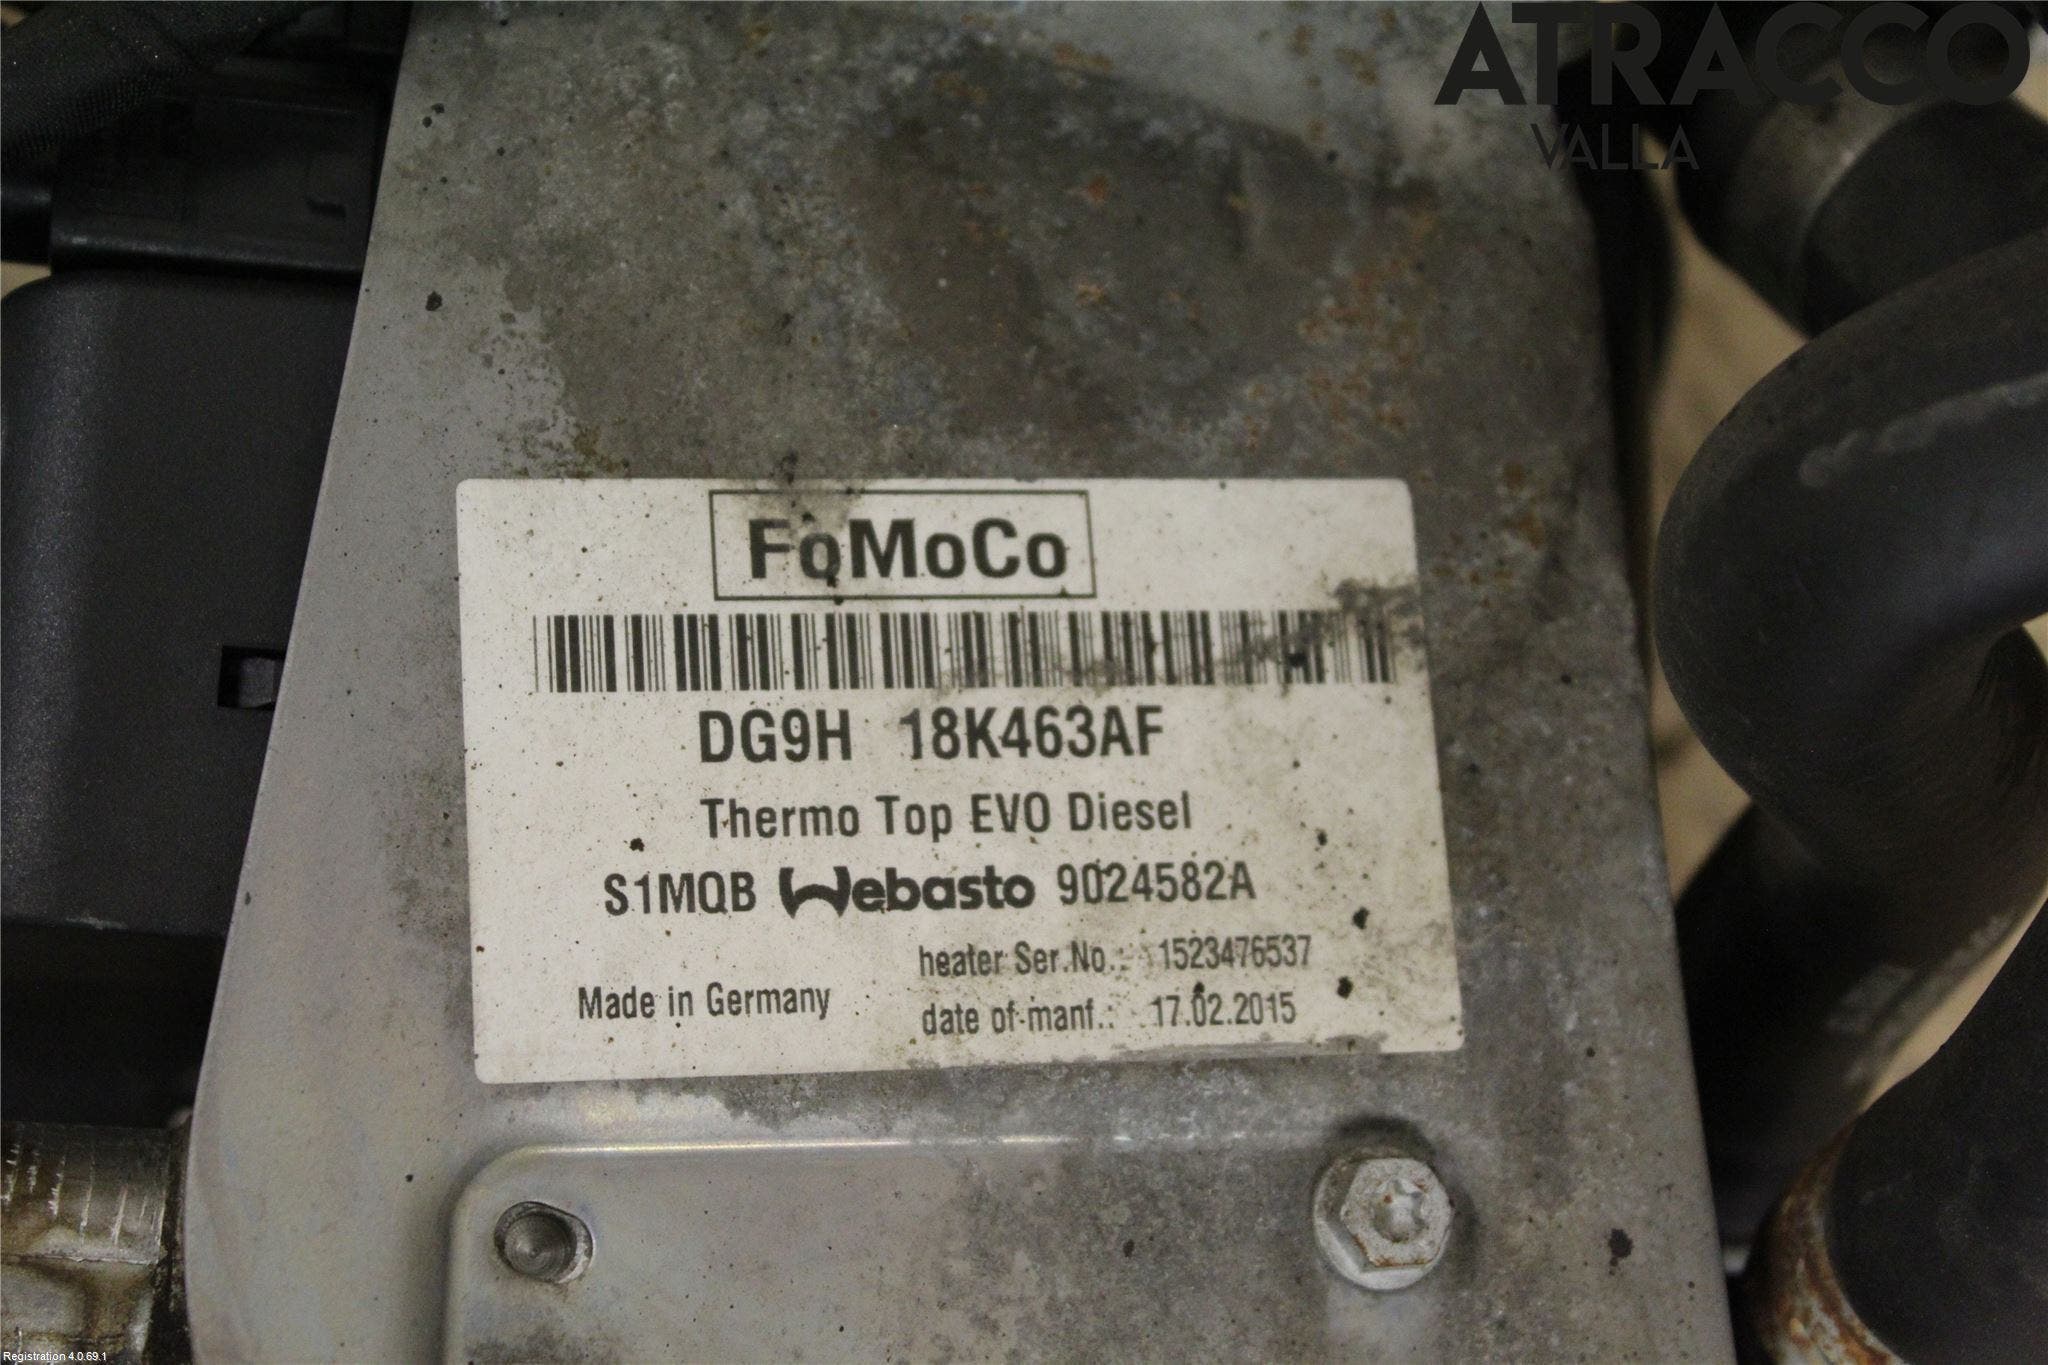 ATRACCO
VALLA
FoMoCo
DG9H 18K463AF
Thermo Top EVO Diesel
S1MQB Webasto 9024582A
heater Ser.No.: 1523476537
Made in Germany
date of manf.: 17.02.2015
Registration 4.0.69.1